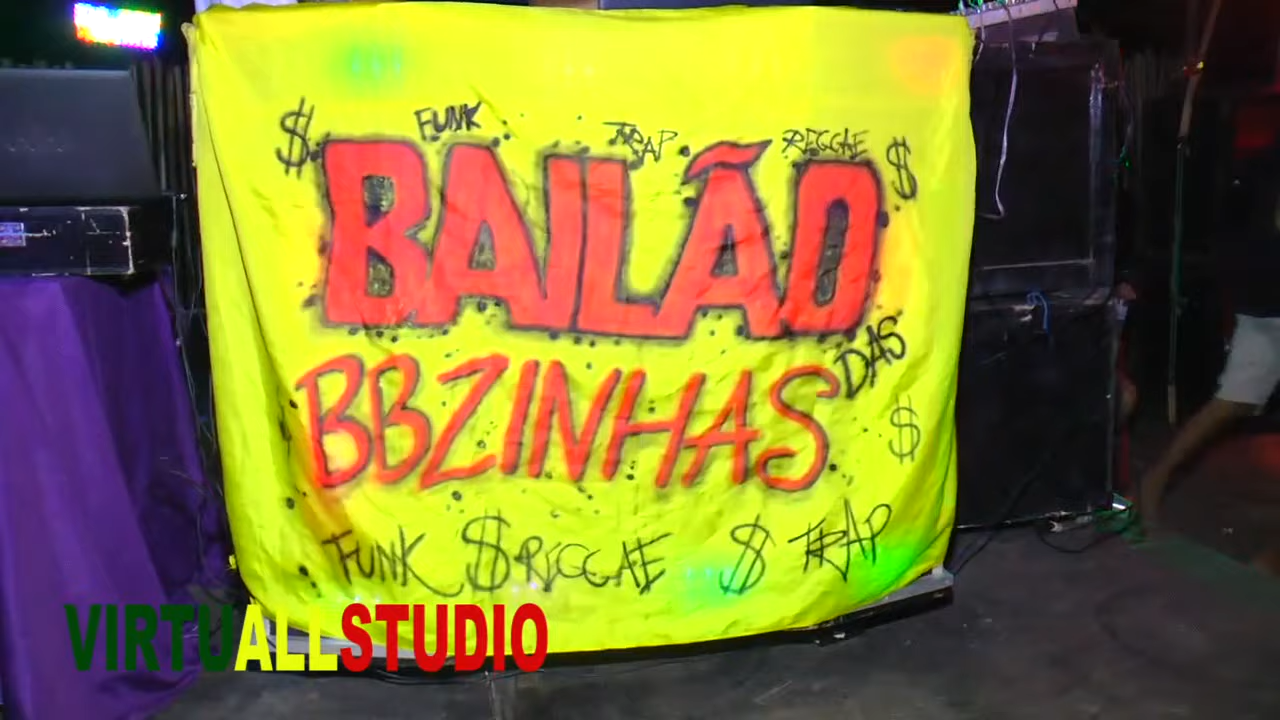 $ FUNK TRAP REGGAE $
BAILÃO
DAS
BBZINHAS
$
FUNK $ REGGAE $ TRAP
VIRTUALLSTUDIO